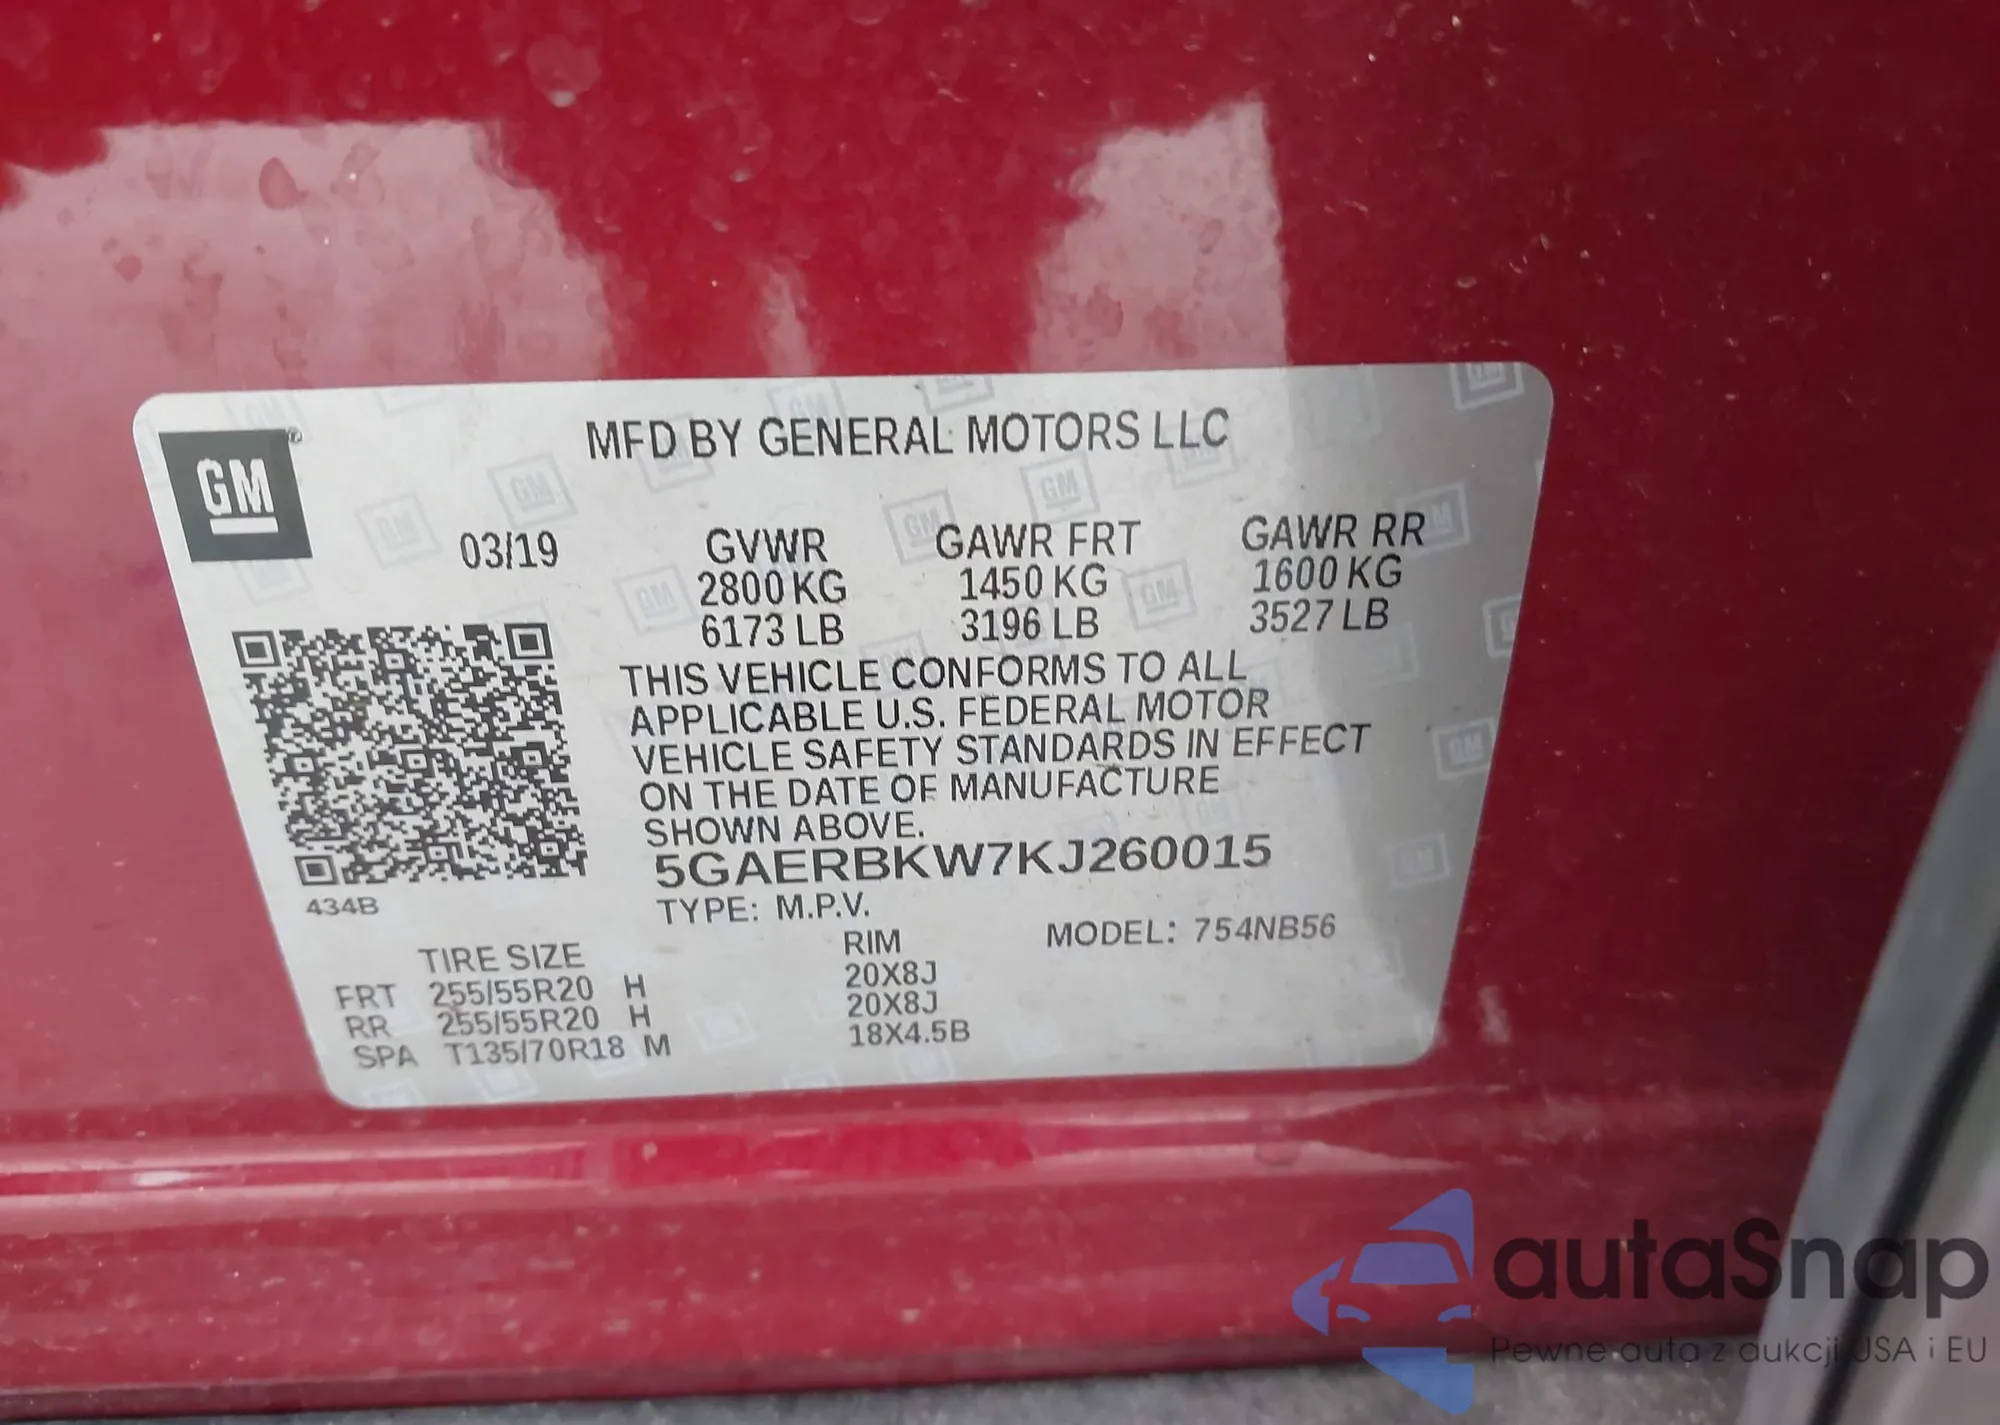 MFD BY GENERAL MOTORS LLC
GM
03/19 GVWR GAWR FRT GAWR RR
2800 KG 1450 KG 1600 KG
6173 LB 3196 LB 3527 LB
THIS VEHICLE CONFORMS TO ALL
APPLICABLE U.S. FEDERAL MOTOR
VEHICLE SAFETY STANDARDS IN EFFECT
ON THE DATE OF MANUFACTURE
SHOWN ABOVE.
5GAERBKW7KJ260015
434B
TYPE: M.P.V. MODEL: 754NB56
TIRE SIZE RIM
FRT 255/55R20 H 20X8J
RR 255/55R20 H 20X8J
SPA T135/70R18 M 18X4.5B
autaSnap
Pewne auta z aukcji USA i EU